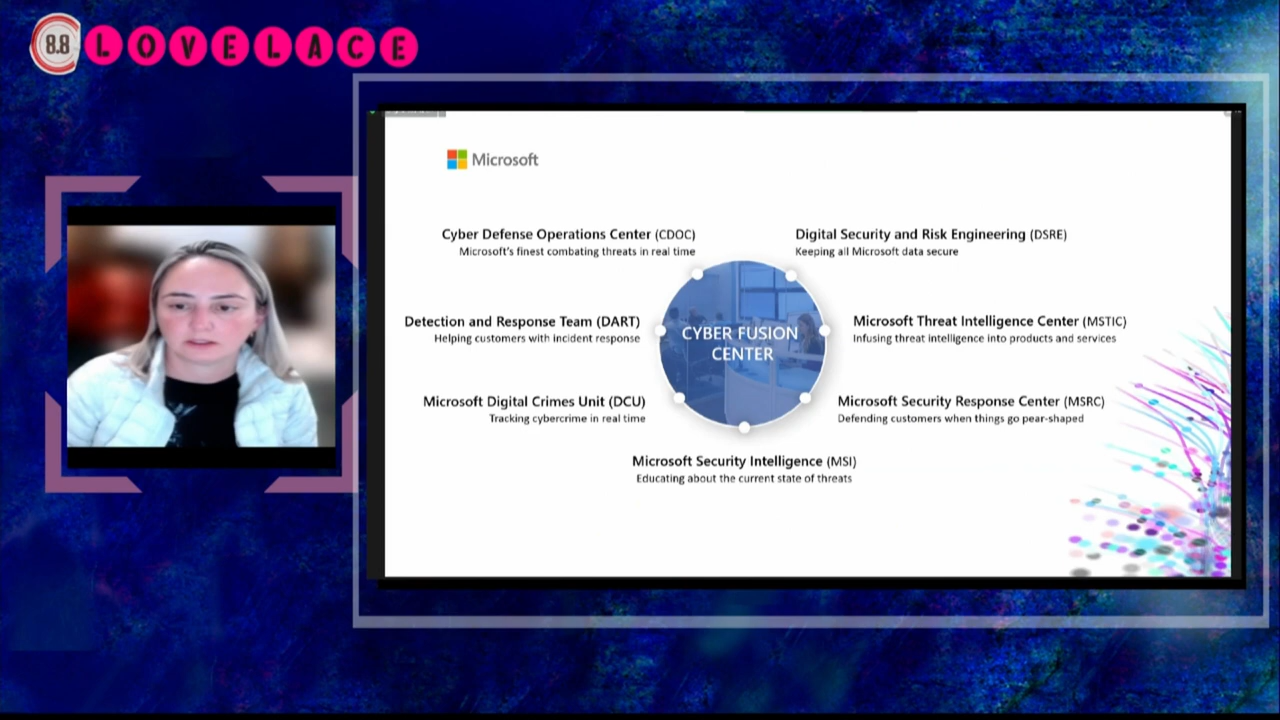 8.8
LOVELACE
Microsoft
Cyber Defense Operations Center (CDOC)
Microsoft's finest combating threats in real time
Digital Security and Risk Engineering (DSRE)
Keeping all Microsoft data secure
Detection and Response Team (DART)
Helping customers with incident response
CYBER FUSION
CENTER
Microsoft Threat Intelligence Center (MSTIC)
Infusing threat intelligence into products and services
Microsoft Digital Crimes Unit (DCU)
Tracking cybercrime in real time
Microsoft Security Response Center (MSRC)
Defending customers when things go pear-shaped
Microsoft Security Intelligence (MSI)
Educating about the current state of threats